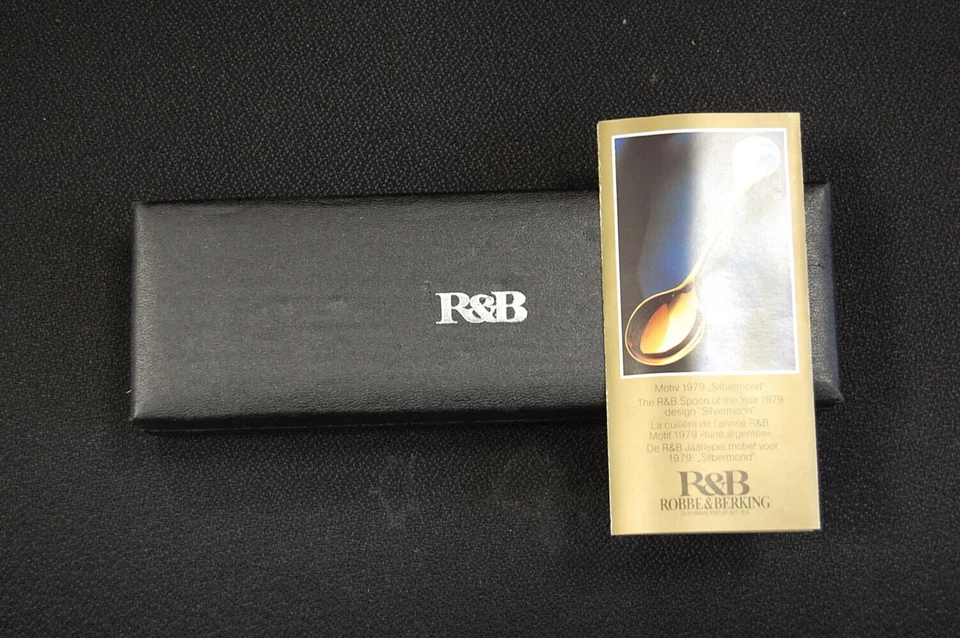 R&B
Motiv 1979 „Silbermond"
The R&B Spoon of the Year 1979
design "Silvermoon".
La cuillère de l'année R&B.
Motif 1979 »lune argentée«.
De R&B Jaarlepel motief voor
1979: „Silbermond".
R&B
ROBBE & BERKING